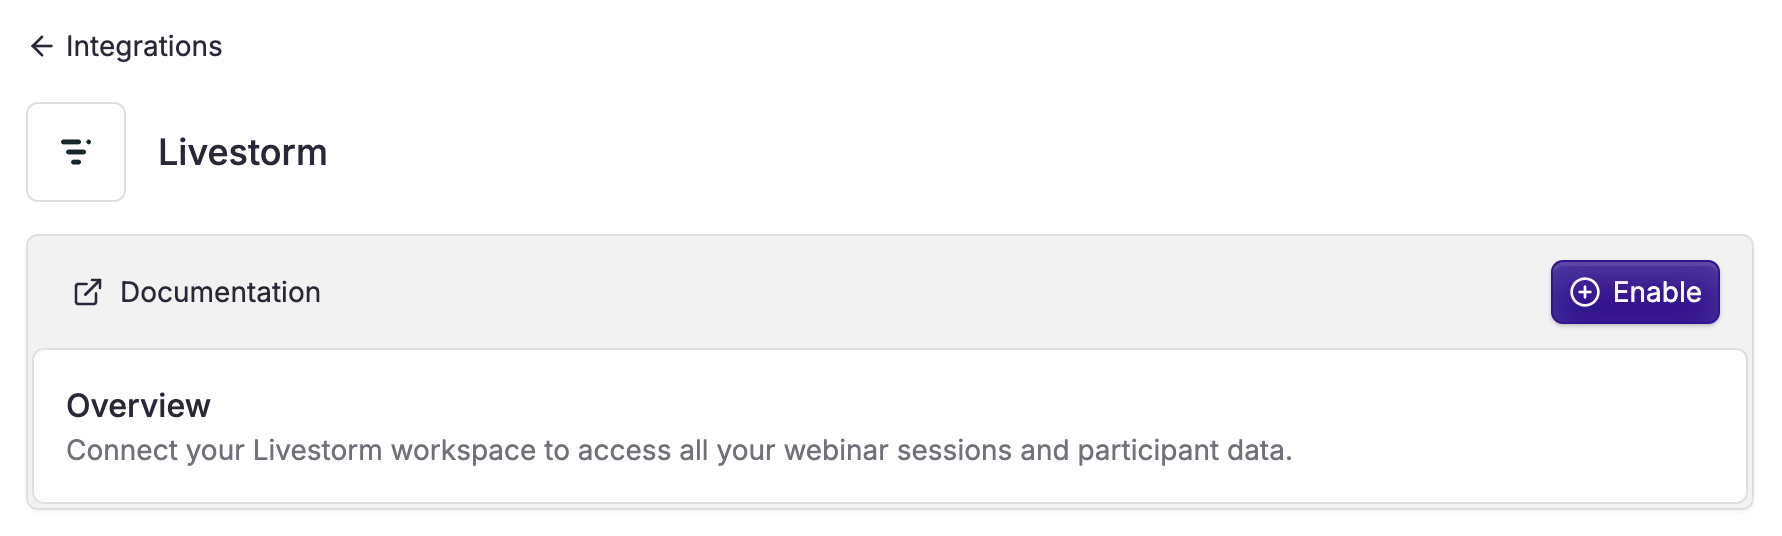 Integrations
Livestorm
Documentation
Enable
Overview
Connect your Livestorm workspace to access all your webinar sessions and participant data.